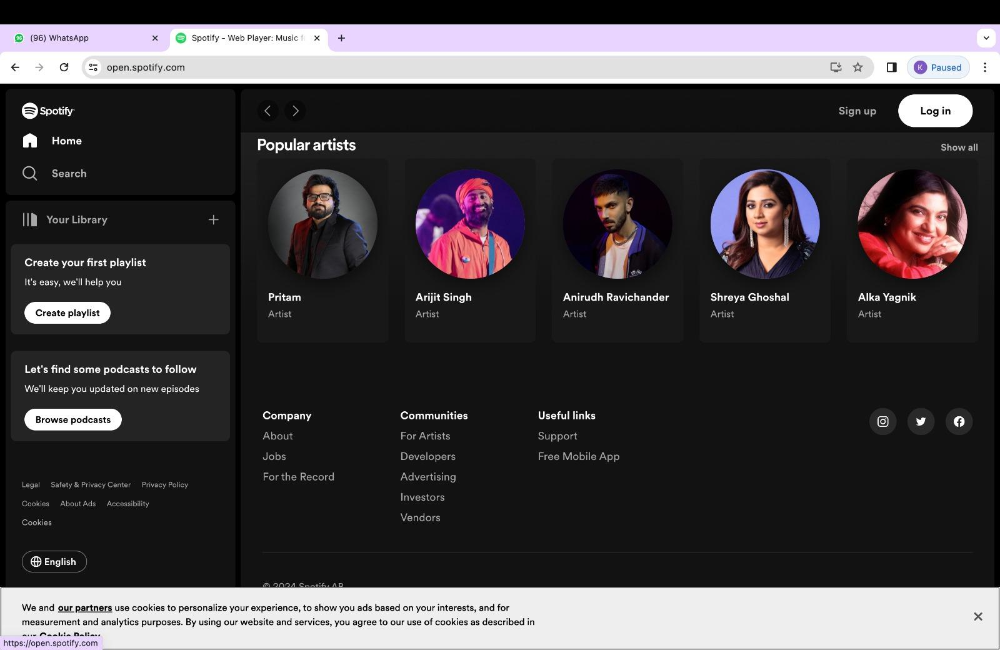 96
(96) WhatsApp
Spotify - Web Player: Music f
open.spotify.com
K
Paused
Spotify
Home
Search
Your Library
Create your first playlist
It's easy, we'll help you
Create playlist
Let's find some podcasts to follow
We'll keep you updated on new episodes
Browse podcasts
Legal Safety & Privacy Center Privacy Policy
Cookies About Ads Accessibility
Cookies
English
Sign up
Log in
Popular artists
Show all
Pritam
Artist
Arijit Singh
Artist
Anirudh Ravichander
Artist
Shreya Ghoshal
Artist
Alka Yagnik
Artist
Company
About
Jobs
For the Record
Communities
For Artists
Developers
Advertising
Investors
Vendors
Useful links
Support
Free Mobile App
© 2024 Spotify AB
We and our partners use cookies to personalize your experience, to show you ads based on your interests, and for
measurement and analytics purposes. By using our website and services, you agree to our use of cookies as described in
our Cookie Policy.
https://open.spotify.com